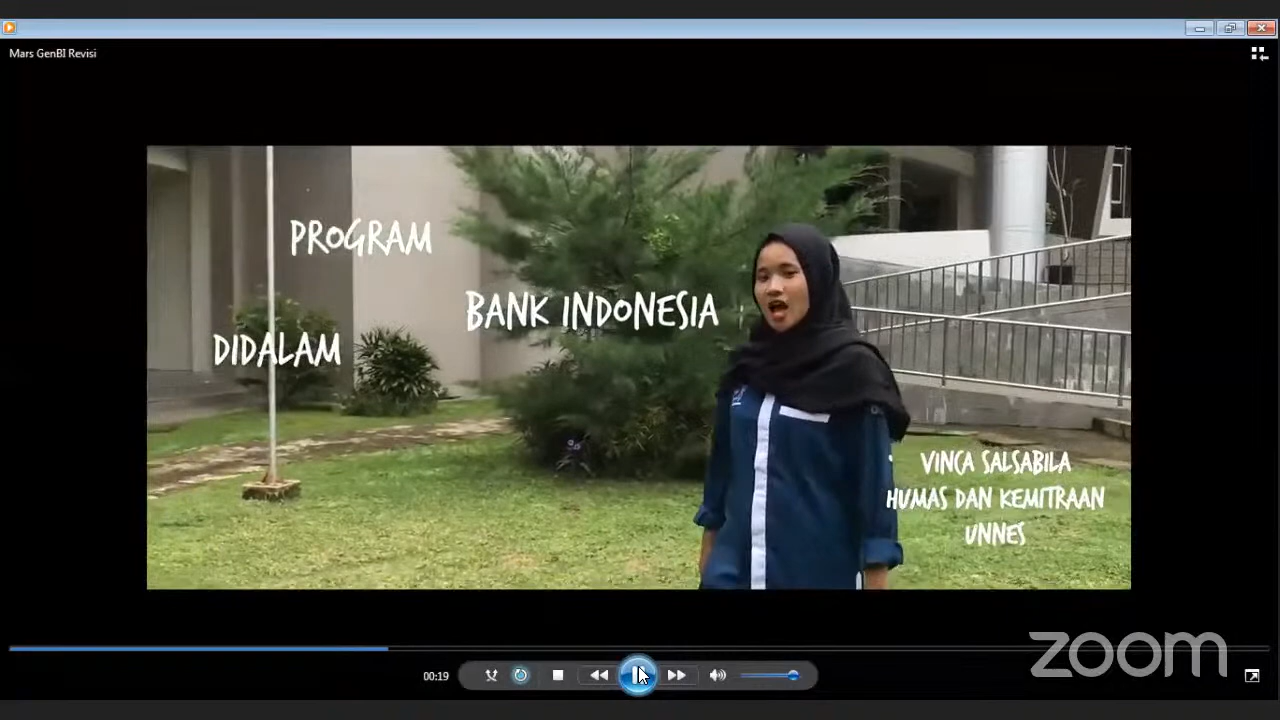 Mars GenBI Revisi
PROGRAM
BANK INDONESIA
DIDALAM
VINCA SALSABILA
HUMAS DAN KEMITRAAN
UNNES
00:19
zoom